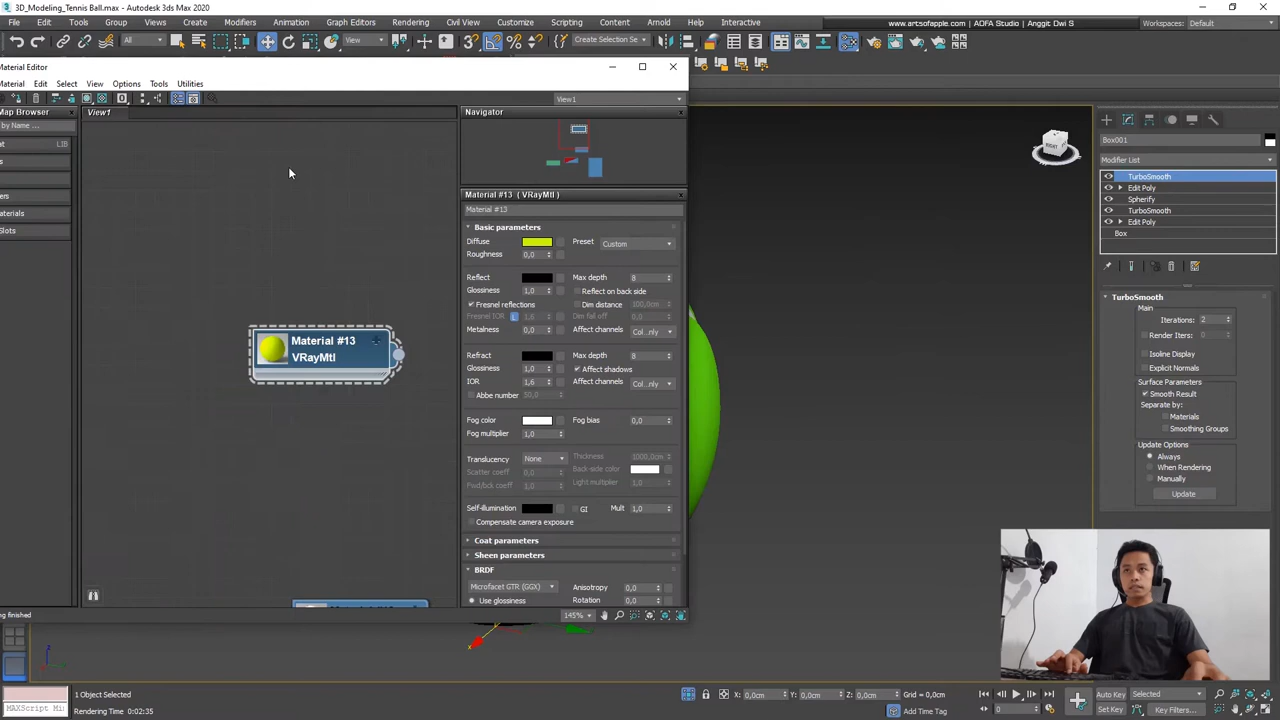 3D_Modeling_Tennis Ball.max - Autodesk 3ds Max 2020
File Edit Tools Group Views Create Modifiers Animation Graph Editors Rendering Civil View Customize Scripting Content Arnold Help Interactive
www.artsofapple.com | AOFA Studio | Anggit Dwi S
Workspaces: Default
All View Create Selection Se
Material Editor
Material Edit Select View Options Tools Utilities
View1
Map Browser
View1
Navigator
by Name ...
LIB
Materials
Slots
Material #13 ( VRayMtl )
Material #13
Basic parameters
Diffuse Preset Custom
Roughness 0,0
Reflect Max depth 8
Glossiness 1,0 Reflect on back side
Fresnel reflections Dim distance 100,0cm
Fresnel IOR L 1,6 Dim fall off 0,0
Metalness 0,0 Affect channels Col...nly
Refract Max depth 8
Glossiness 1,0 Affect shadows
IOR 1,6 Affect channels Col...nly
Abbe number 50,0
Fog color Fog bias 0,0
Fog multiplier 1,0
Translucency None Thickness 1000,0cm
Scatter coeff 0,0 Back-side color
Fwd/bck coeff Light multiplier 1,0
Self-illumination GI Mult 1,0
Compensate camera exposure
Coat parameters
Sheen parameters
BRDF
Microfacet GTR (GGX) Anisotropy 0,0
Use glossiness Rotation 0,0
Material #13
VRayMtl
145%
RIGHT
Box001
Modifier List
TurboSmooth
Edit Poly
Spherify
TurboSmooth
Edit Poly
Box
TurboSmooth
Main
Iterations: 2
Render Iters: 0
Isoline Display
Explicit Normals
Surface Parameters
Smooth Result
Separate by:
Materials
Smoothing Groups
Update Options
Always
When Rendering
Manually
Update
1 Object Selected
Rendering Time 0:02:35
MAXScript Mi
X: 0,0cm Y: 0,0cm Z: 0,0cm Grid = 0,0cm
Add Time Tag
0
Auto Key Selected
Set Key Key Filters...